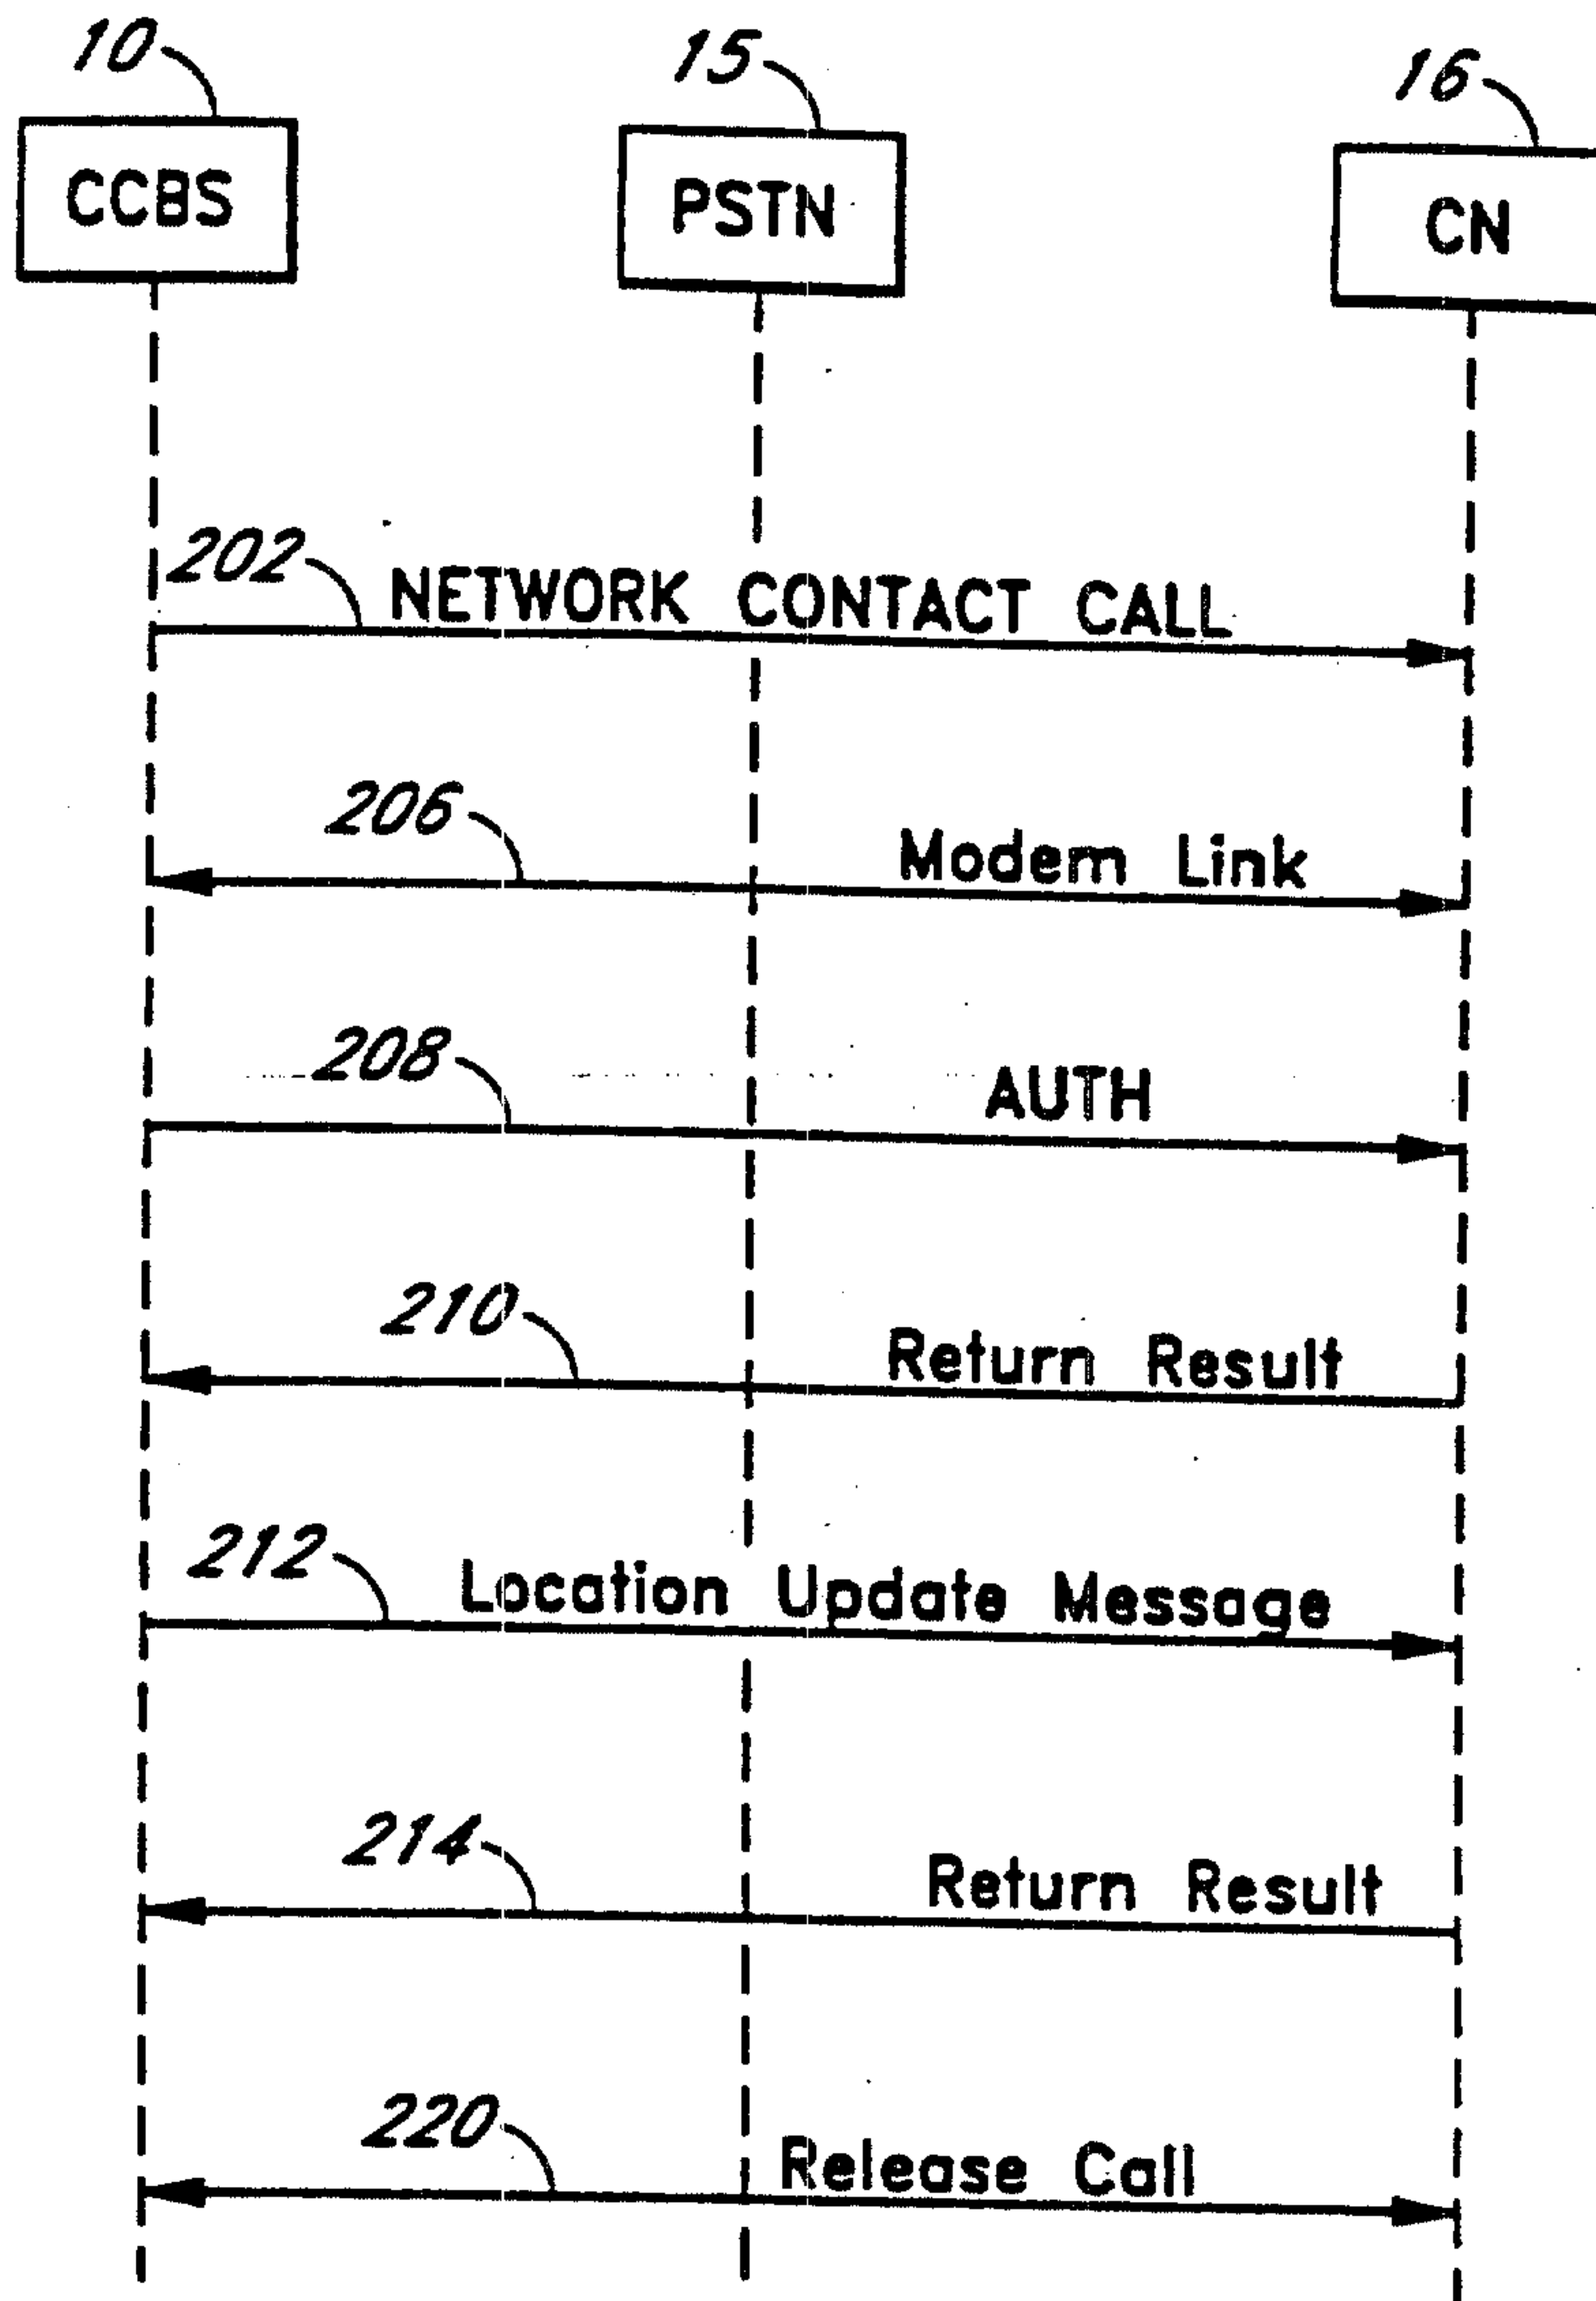 10
15
16
CCBS
PSTN
CN
202
NETWORK CONTACT CALL
206
Modem Link
208
AUTH
210
Return Result
212
Location Update Message
214
Return Result
220
Release Call